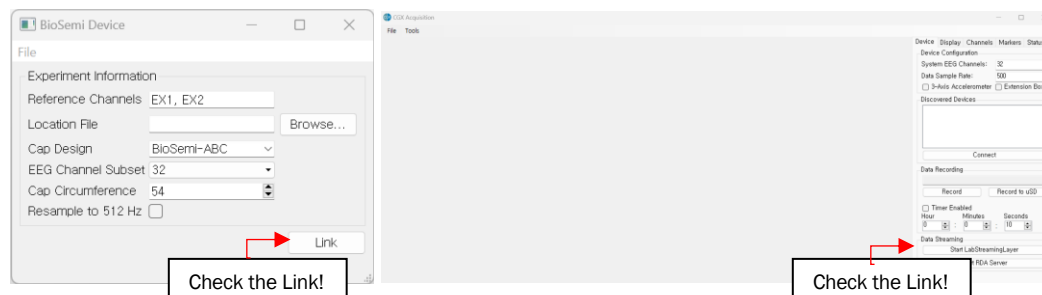 BioSemi Device
File
Experiment Information
Reference Channels EX1, EX2
Location File Browse...
Cap Design BioSemi-ABC
EEG Channel Subset 32
Cap Circumference 54
Resample to 512 Hz
Link
Check the Link!
CGX Acquisition
File Tools
Device Display Channels Markers Status
Device Configuration
System EEG Channels: 32
Data Sample Rate: 500
3-Axis Accelerometer Extension Bo
Discovered Devices
Connect
Data Recording
Record Record to uSD
Timer Enabled
Hour Minutes Seconds
0 : 0 : 10
Data Streaming
Start LabStreamingLayer
RDA Server
Check the Link!